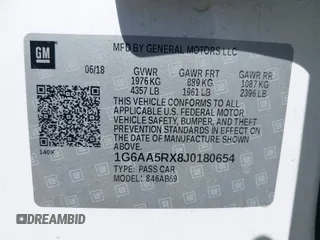 GM
MFD BY GENERAL MOTORS LLC
06/18 GVWR GAWR FRT GAWR RR
1976 KG 889 KG 1087 KG
4357 LB 1961 LB 2396 LB
THIS VEHICLE CONFORMS TO ALL
APPLICABLE U.S. FEDERAL MOTOR
VEHICLE SAFETY, BUMPER, AND THEFT
PREVENTION STANDARDS IN EFFECT ON
THE DATE OF MANUFACTURE SHOWN
ABOVE.
1G6AA5RX8J0180654
TYPE: PASS CAR
MODEL: 846AB69
140X
DREAMBID